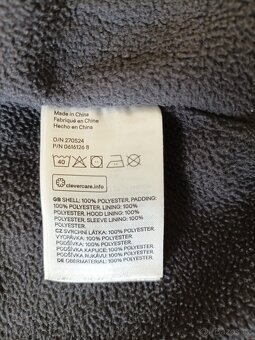 Made in China
Fabriqué en Chine
Hecho en China
O/N 270524
P/N 0616126 8
40
clevercare.info
GB SHELL: 100% POLYESTER, PADDING:
100% POLYESTER, LINING: 100%
POLYESTER, HOOD LINING: 100%
POLYESTER, SLEEVE LINING: 100%
POLYESTER
CZ SVRCHNÍ LÁTKA: 100% POLYESTER,
VYCPÁVKA: 100% POLYESTER,
PODŠÍVKA: 100% POLYESTER,
PODŠÍVKA KAPUCE: 100% POLYESTER,
PODŠÍVKA RUKÁVU: 100% POLYESTER
DE OBERMATERIAL: 100% POLYESTER,